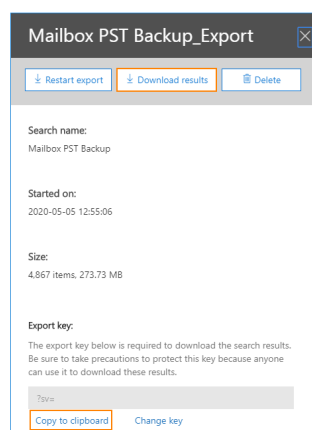 Mailbox PST Backup_Export
Restart export Download results Delete
Search name:
Mailbox PST Backup
Started on:
2020-05-05 12:55:06
Size:
4,867 items, 273.73 MB
Export key:
The export key below is required to download the search results.
Be sure to take precautions to protect this key because anyone
can use it to download these results.
?sv=
Copy to clipboard Change key